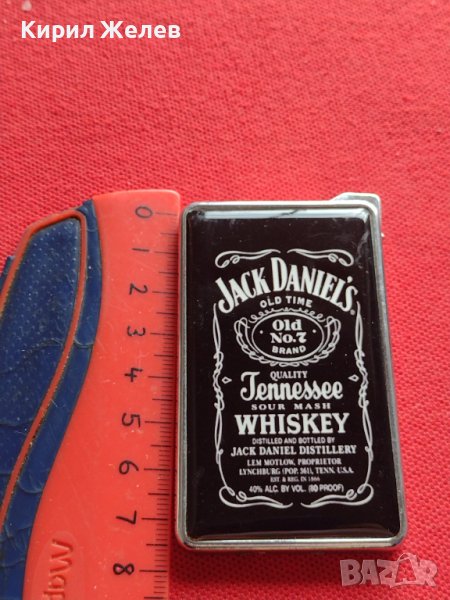 Кирил Желев
0
1
2
3
4
5
6
7
8
Map
JACK DANIEL'S
OLD TIME
Old
No.7
BRAND
QUALITY
Tennessee
SOUR MASH
WHISKEY
DISTILLED AND BOTTLED BY
JACK DANIEL DISTILLERY
LEM MOTLOW, PROPRIETOR
LYNCHBURG (POP. 361), TENN. U.S.A.
EST & REG. IN 1866
40% ALC. BY VOL. (80 PROOF)
BAZAR.BG